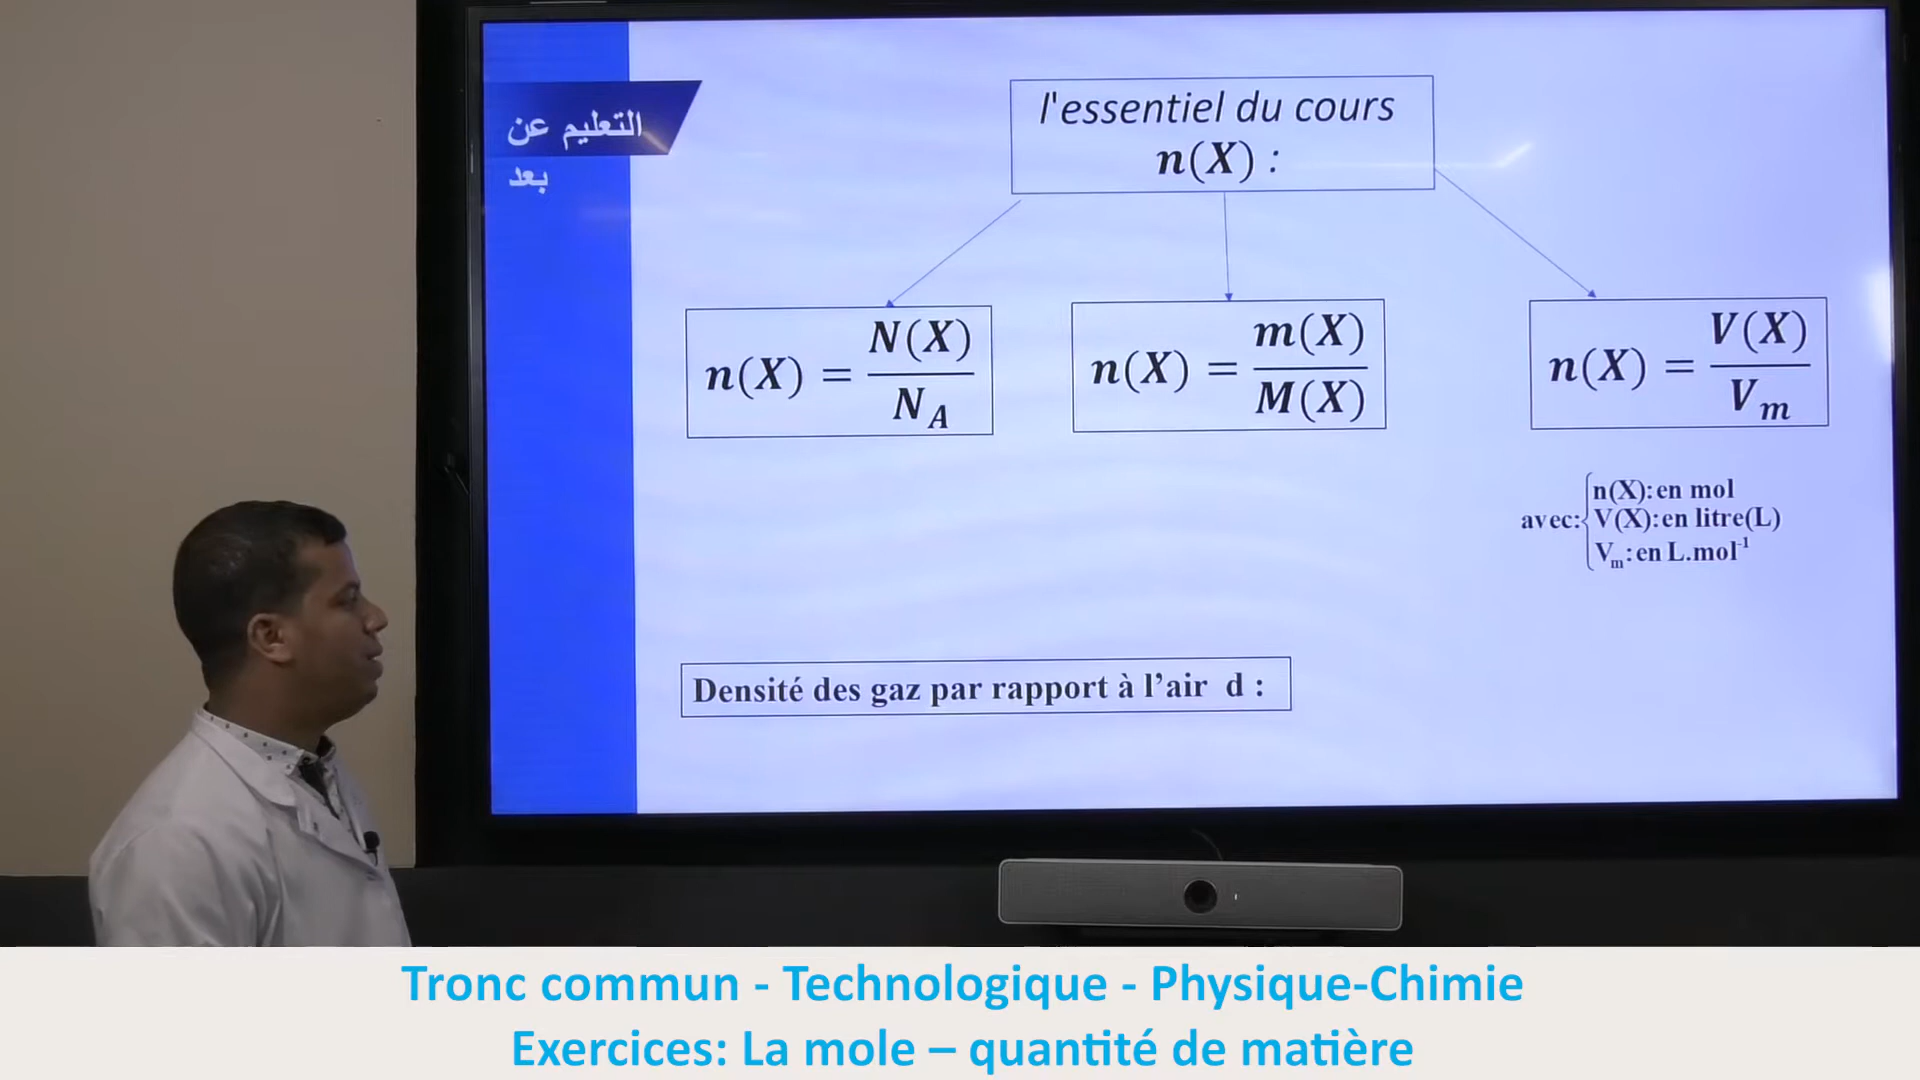 التعليم عن
بعد
l'essentiel du cours
n(X) :
n(X) = N(X) / N_A
n(X) = m(X) / M(X)
n(X) = V(X) / V_m
avec: { n(X): en mol
V(X): en litre(L)
V_m: en L.mol⁻¹
Densité des gaz par rapport à l’air d :
Tronc commun - Technologique - Physique-Chimie
Exercices: La mole – quantité de matière